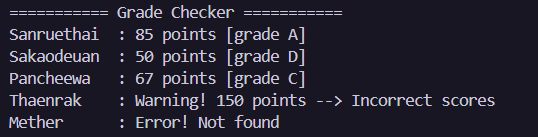 =========== Grade Checker ===========
Sanruethai  : 85 points [grade A]
Sakaodeuan  : 50 points [grade D]
Pancheewa   : 67 points [grade C]
Thaenrak    : Warning! 150 points --> Incorrect scores
Mether      : Error! Not found